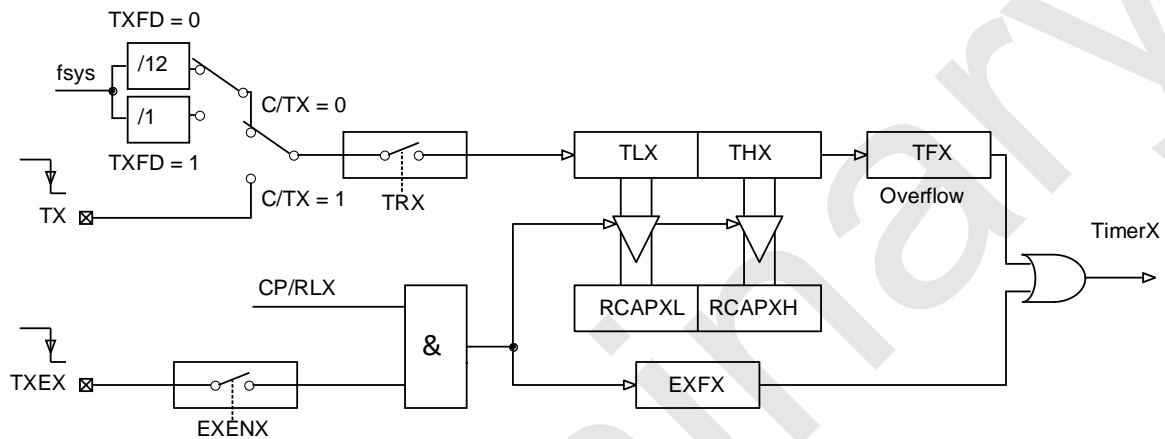 TXFD = 0
/12
fsys
C/TX = 0
/1
TXFD = 1
TLX
THX
TFX
Overflow
C/TX = 1
TRX
TX
TimerX
CP/RLX
RCAPXL
RCAPXH
&
TXEX
EXFX
EXENX
inary